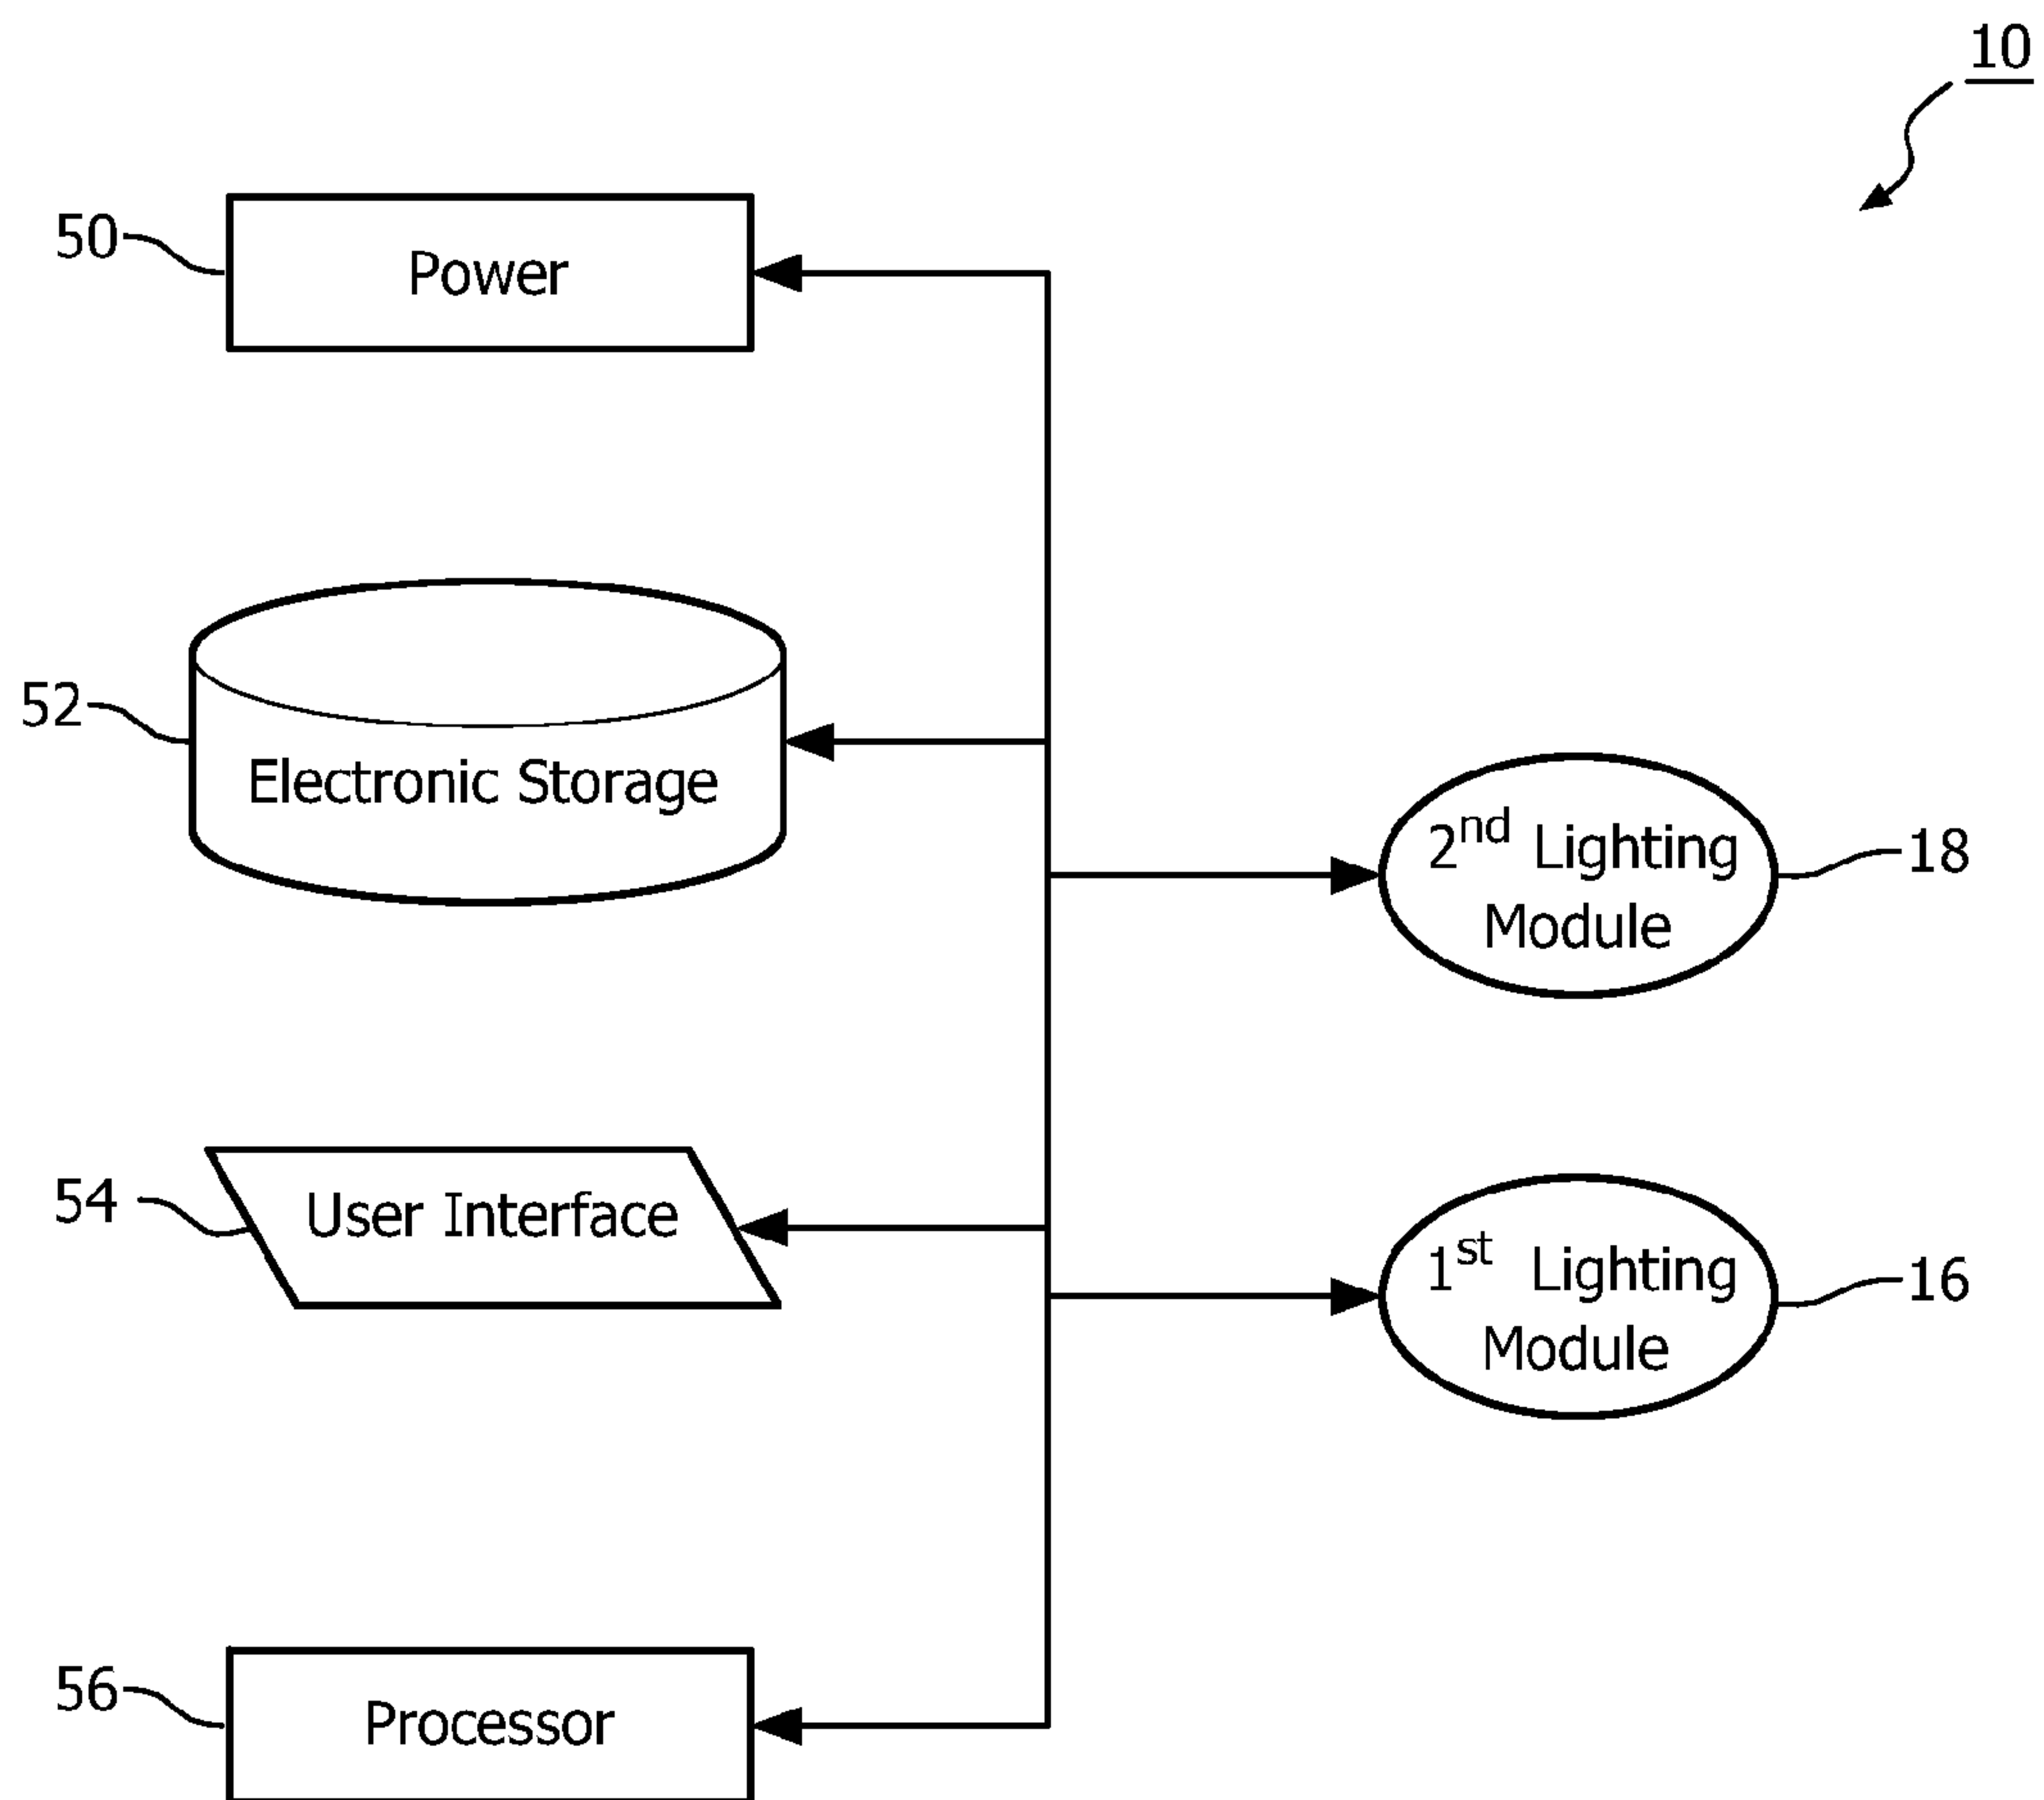 10
50
Power
52
Electronic Storage
2nd Lighting
Module
18
54
User Interface
1st Lighting
Module
16
56
Processor